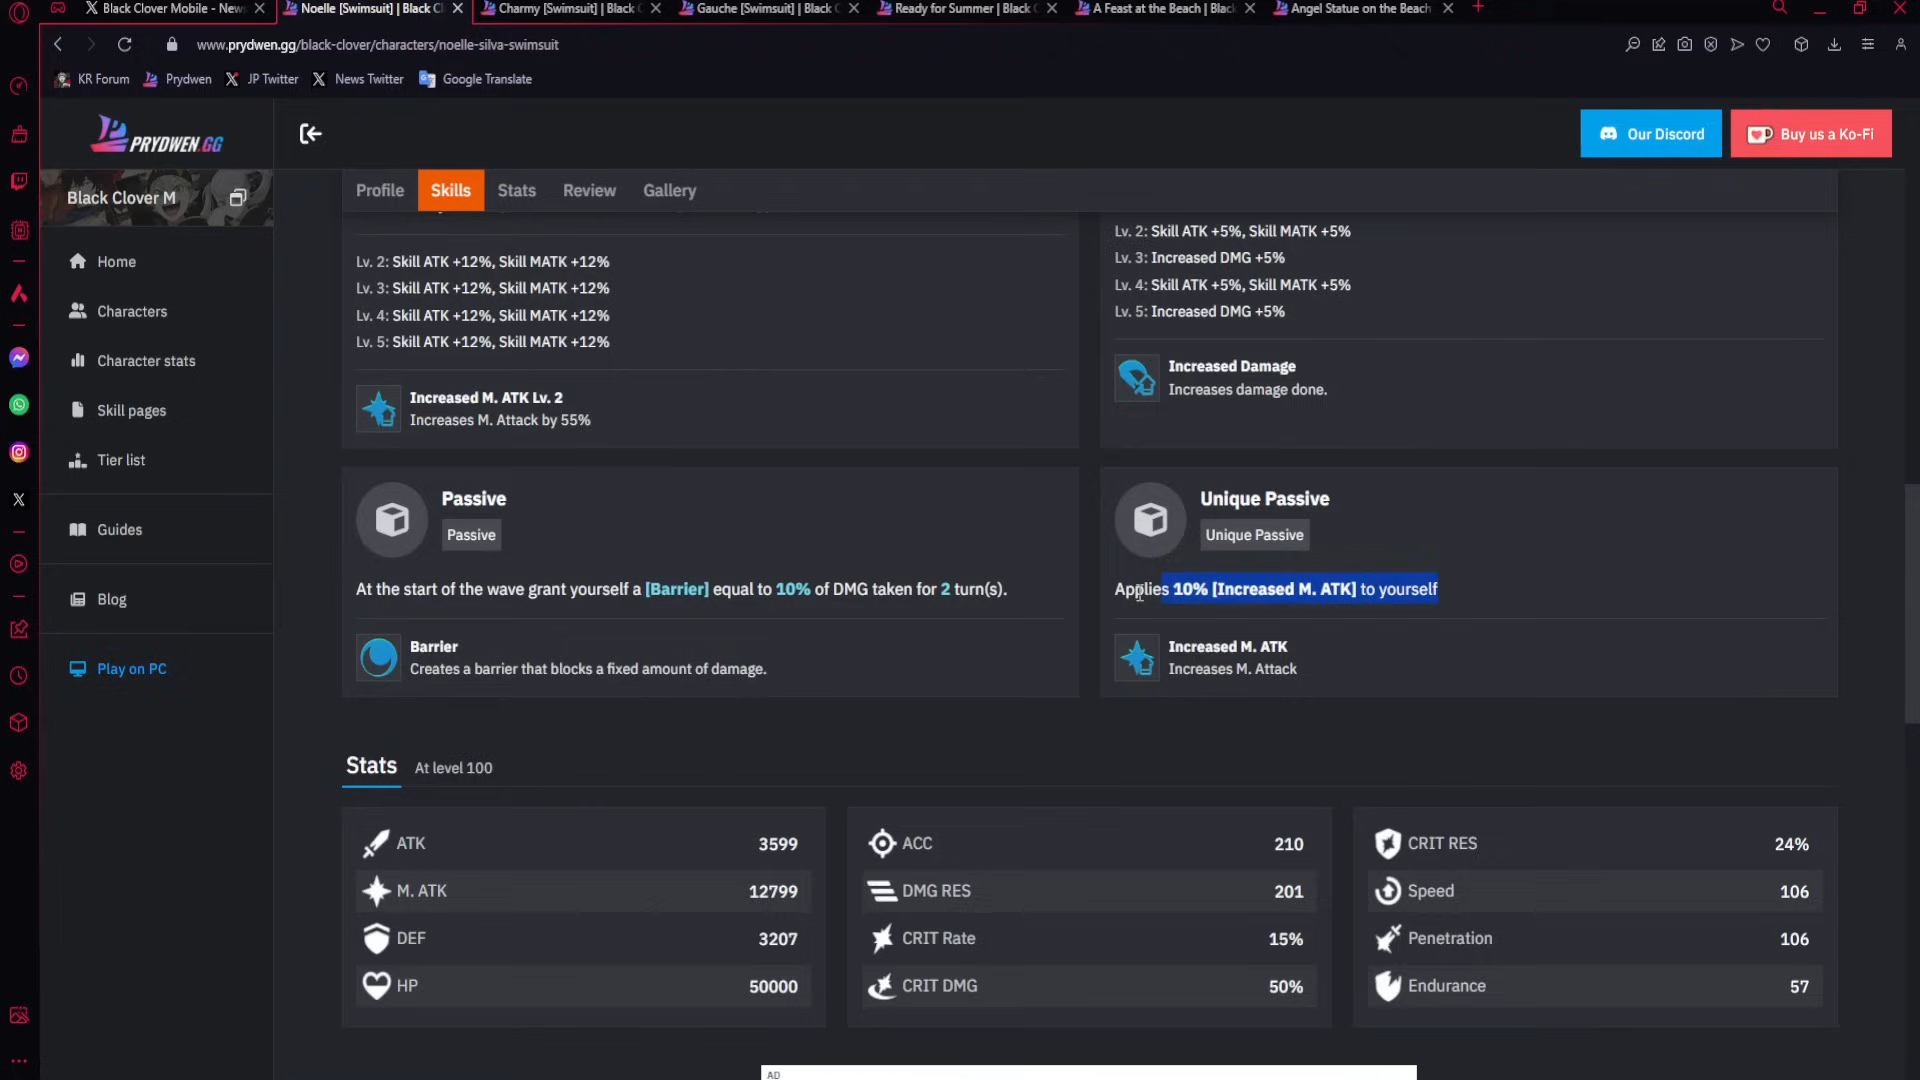 Black Clover Mobile - New
Noelle [Swimsuit] | Black Cl
Charmy [Swimsuit] | Black
Gauche [Swimsuit] | Black
Ready for Summer | Black
A Feast at the Beach | Black
Angel Statue on the Beach
www.prydwen.gg/black-clover/characters/noelle-silva-swimsuit
KR Forum
Prydwen
JP Twitter
News Twitter
Google Translate
PRYDWEN.GG
Our Discord
Buy us a Ko-Fi
Black Clover M
Profile
Skills
Stats
Review
Gallery
Home
Characters
Character stats
Skill pages
Tier list
Guides
Blog
Play on PC
Lv. 2: Skill ATK +12%, Skill MATK +12%
Lv. 3: Skill ATK +12%, Skill MATK +12%
Lv. 4: Skill ATK +12%, Skill MATK +12%
Lv. 5: Skill ATK +12%, Skill MATK +12%
Increased M. ATK Lv. 2
Increases M. Attack by 55%
Lv. 2: Skill ATK +5%, Skill MATK +5%
Lv. 3: Increased DMG +5%
Lv. 4: Skill ATK +5%, Skill MATK +5%
Lv. 5: Increased DMG +5%
Increased Damage
Increases damage done.
Passive
Passive
At the start of the wave grant yourself a [Barrier] equal to 10% of DMG taken for 2 turn(s).
Barrier
Creates a barrier that blocks a fixed amount of damage.
Unique Passive
Unique Passive
Applies 10% [Increased M. ATK] to yourself
Increased M. ATK
Increases M. Attack
Stats At level 100
ATK 3599
M. ATK 12799
DEF 3207
HP 50000
ACC 210
DMG RES 201
CRIT Rate 15%
CRIT DMG 50%
CRIT RES 24%
Speed 106
Penetration 106
Endurance 57
AD